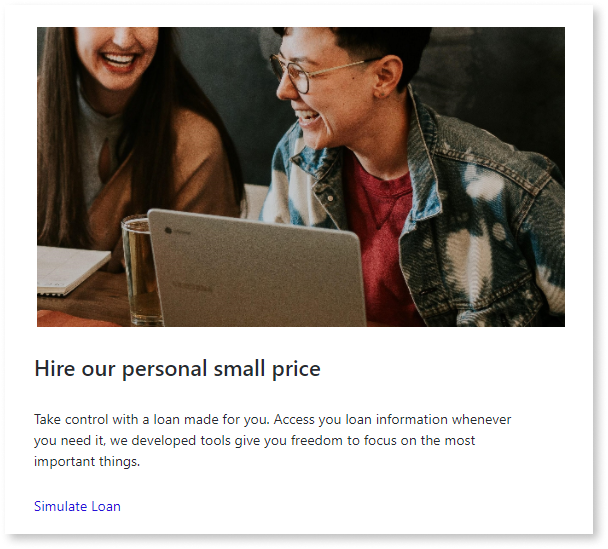 SAMSUNG
Hire our personal small price
Take control with a loan made for you. Access you loan information whenever
you need it, we developed tools give you freedom to focus on the most
important things.
Simulate Loan